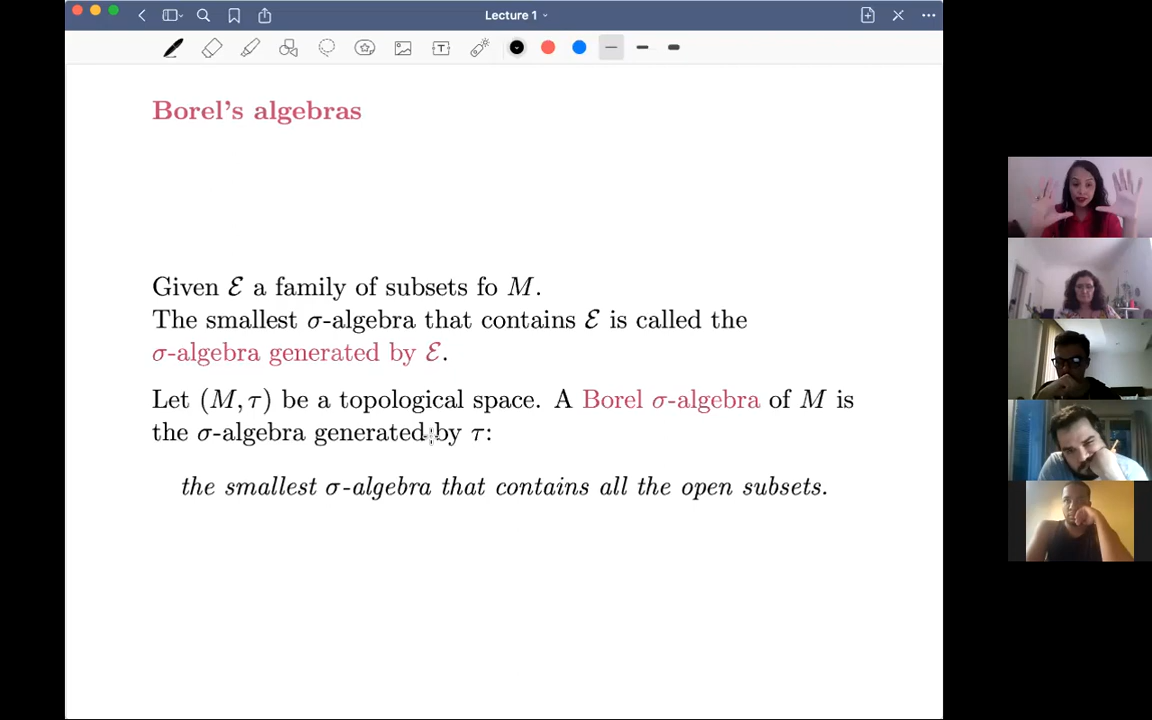 Lecture 1
Borel's algebras
Given ℰ a family of subsets fo M.
The smallest σ-algebra that contains ℰ is called the
σ-algebra generated by ℰ.
Let (M, τ) be a topological space. A Borel σ-algebra of M is
the σ-algebra generated by τ:
the smallest σ-algebra that contains all the open subsets.